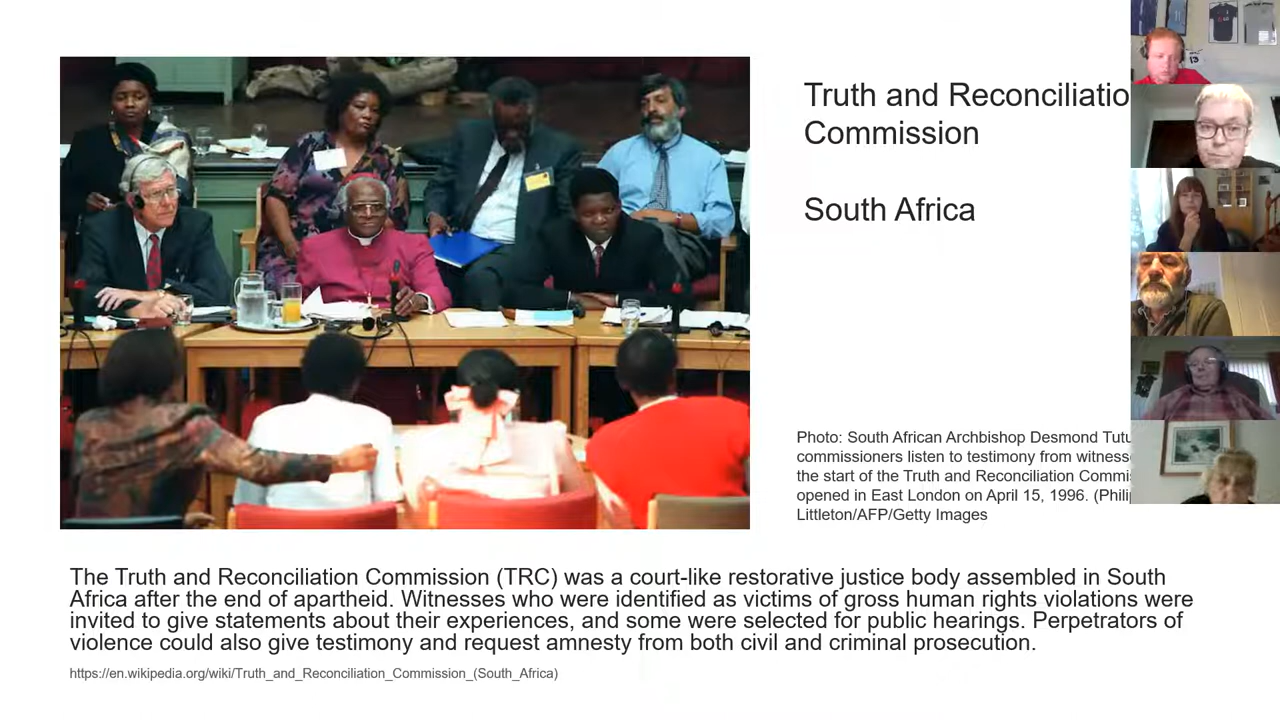 Truth and Reconciliatio
Commission
South Africa
Photo: South African Archbishop Desmond Tutu
commissioners listen to testimony from witness
the start of the Truth and Reconciliation Commi
opened in East London on April 15, 1996. (Phili
Littleton/AFP/Getty Images
The Truth and Reconciliation Commission (TRC) was a court-like restorative justice body assembled in South
Africa after the end of apartheid. Witnesses who were identified as victims of gross human rights violations were
invited to give statements about their experiences, and some were selected for public hearings. Perpetrators of
violence could also give testimony and request amnesty from both civil and criminal prosecution.
https://en.wikipedia.org/wiki/Truth_and_Reconciliation_Commission_(South_Africa)